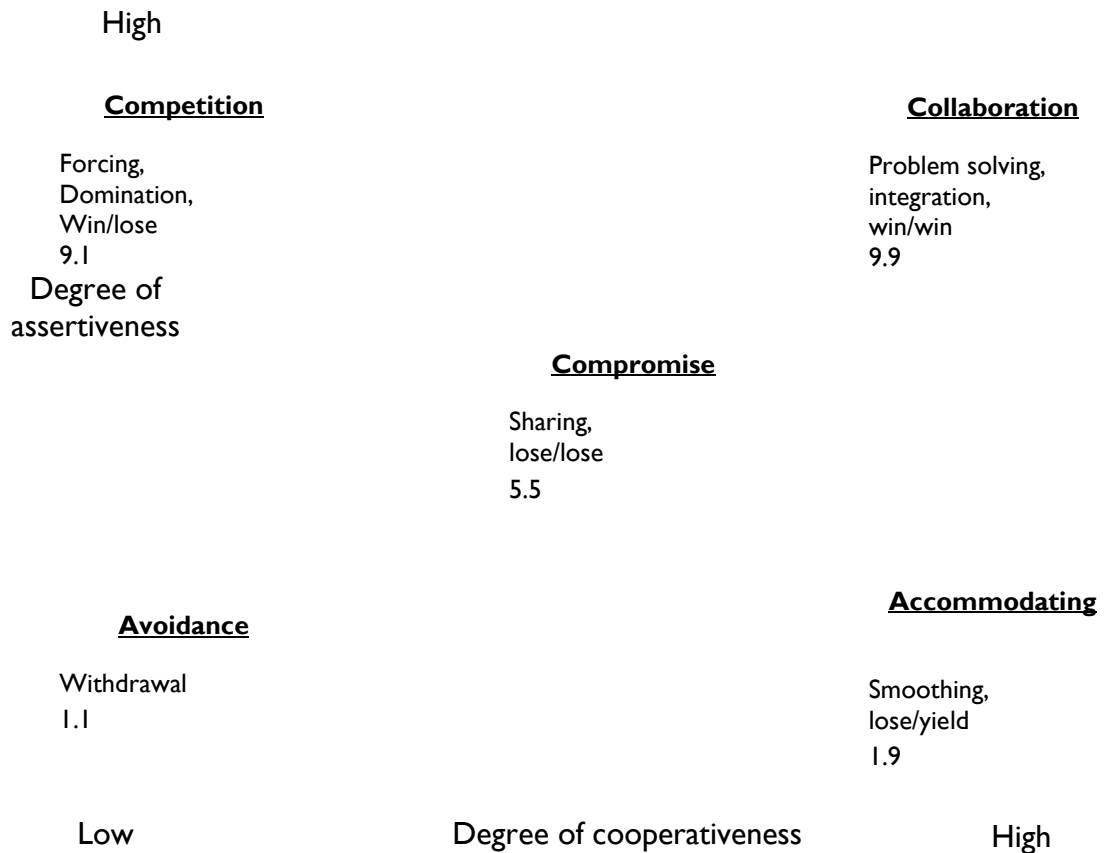 High
Competition
Forcing,
Domination,
Win/lose
9.1
Collaboration
Problem solving,
integration,
win/win
9.9
Degree of
assertiveness
Compromise
Sharing,
lose/lose
5.5
Avoidance
Withdrawal
1.1
Accommodating
Smoothing,
lose/yield
1.9
Low
Degree of cooperativeness
High